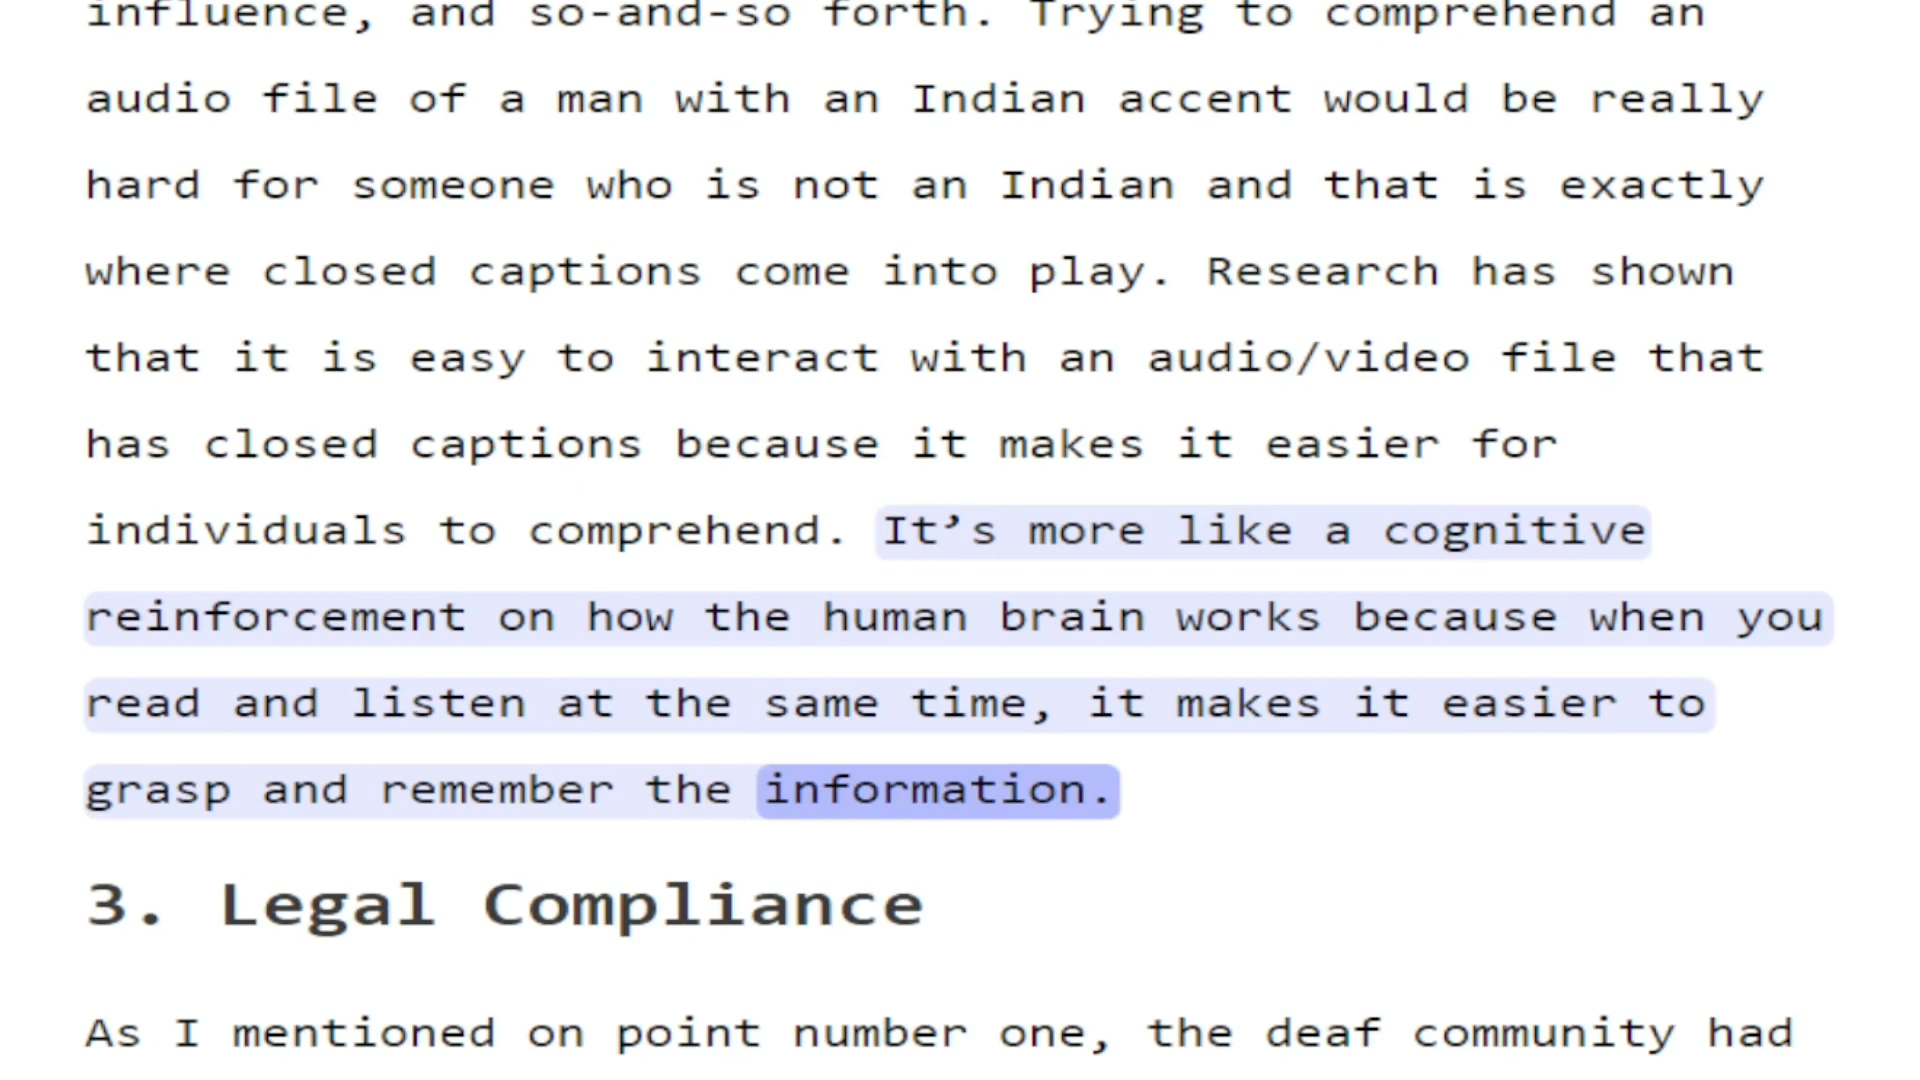 influence, and so-and-so forth. Trying to comprehend an
audio file of a man with an Indian accent would be really
hard for someone who is not an Indian and that is exactly
where closed captions come into play. Research has shown
that it is easy to interact with an audio/video file that
has closed captions because it makes it easier for
individuals to comprehend. It’s more like a cognitive
reinforcement on how the human brain works because when you
read and listen at the same time, it makes it easier to
grasp and remember the information.
3. Legal Compliance
As I mentioned on point number one, the deaf community had